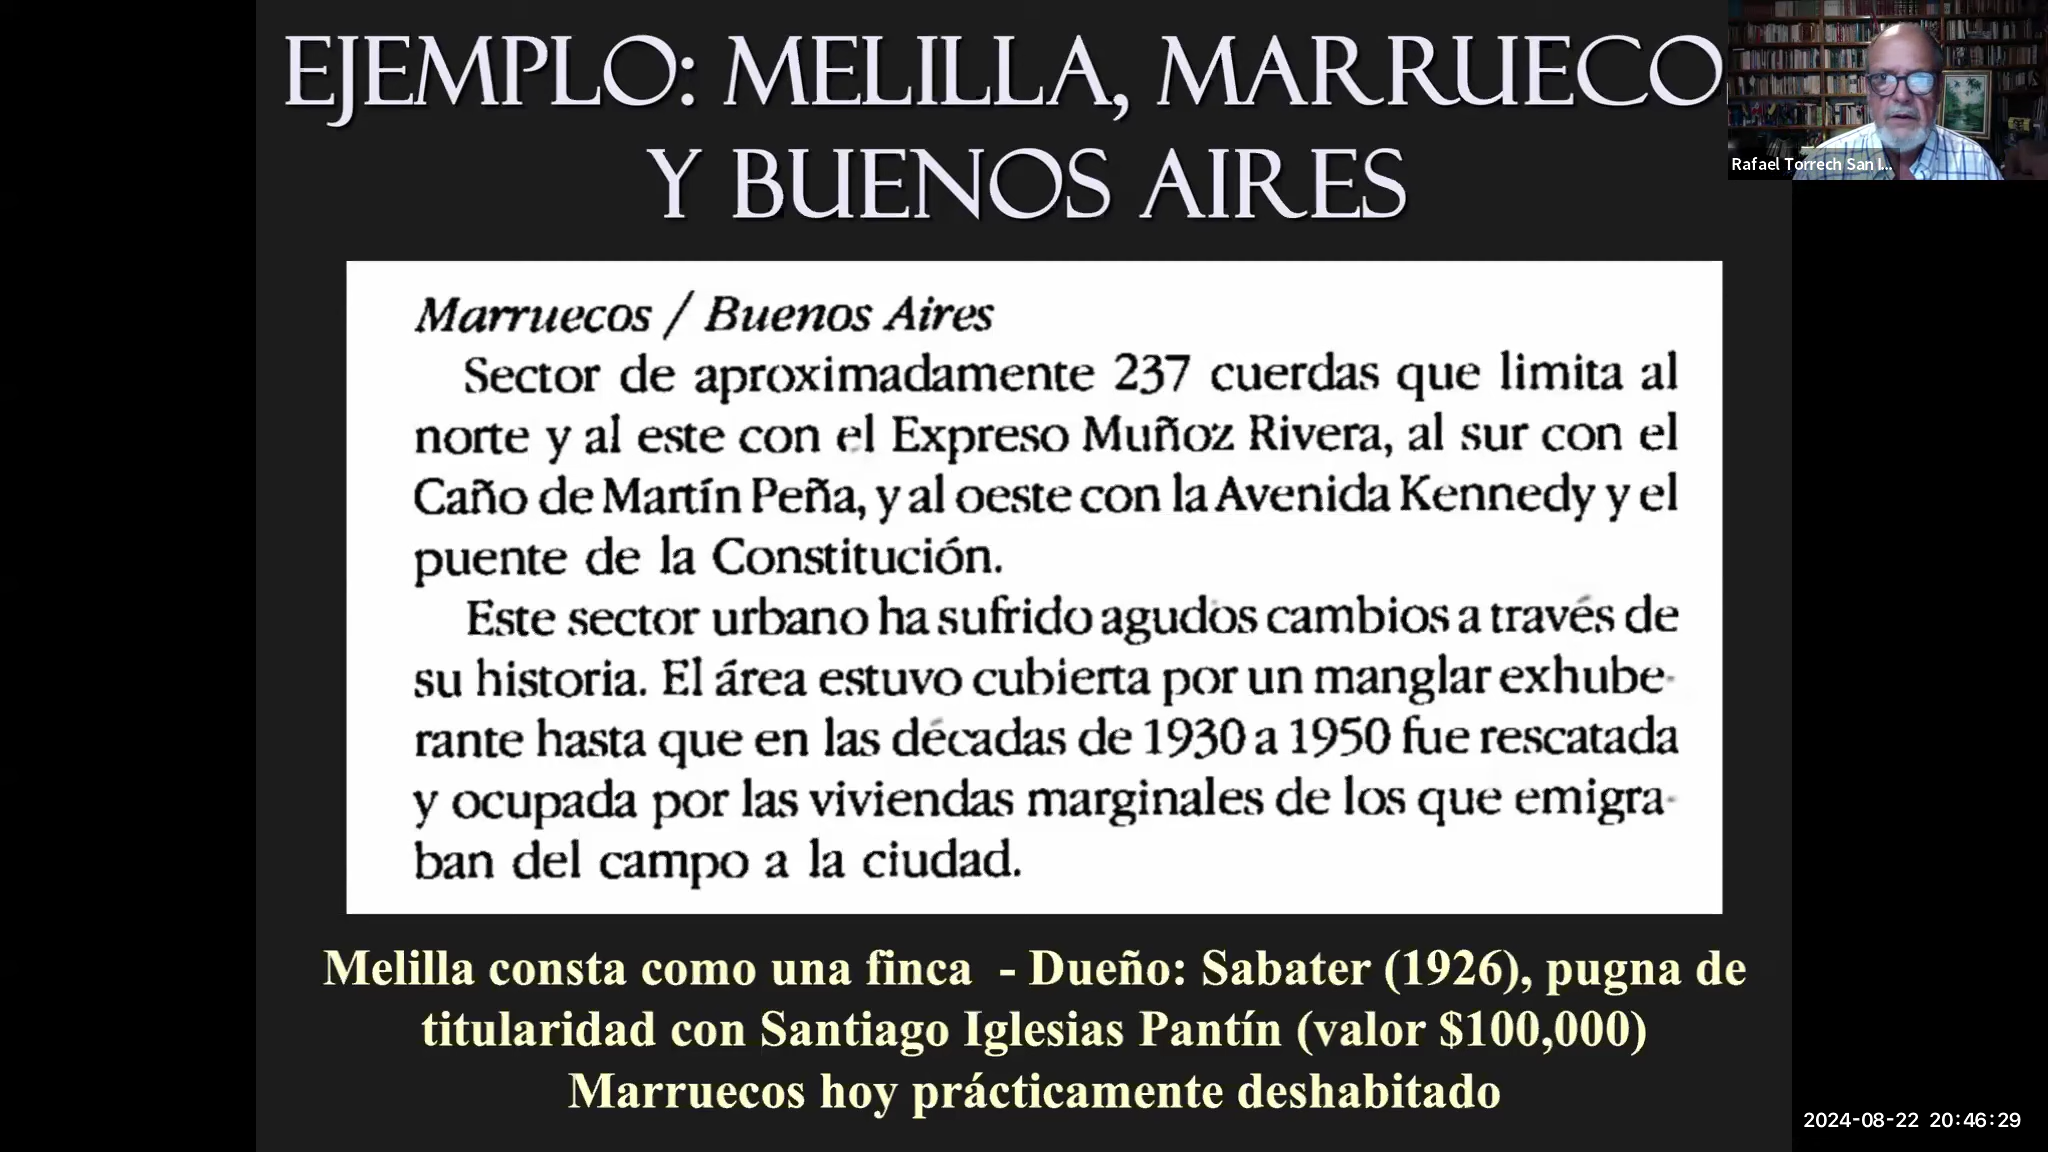 EJEMPLO: MELILLA, MARRUECO
Y BUENOS AIRES
Marruecos / Buenos Aires
Sector de aproximadamente 237 cuerdas que limita al
norte y al este con el Expreso Muñoz Rivera, al sur con el
Caño de Martín Peña, y al oeste con la Avenida Kennedy y el
puente de la Constitución.
Este sector urbano ha sufrido agudos cambios a través de
su historia. El área estuvo cubierta por un manglar exhube-
rante hasta que en las décadas de 1930 a 1950 fue rescatada
y ocupada por las viviendas marginales de los que emigra-
ban del campo a la ciudad.
Melilla consta como una finca - Dueño: Sabater (1926), pugna de
titularidad con Santiago Iglesias Pantín (valor $100,000)
Marruecos hoy prácticamente deshabitado
Rafael Torrech San I...
2024-08-22 20:46:29